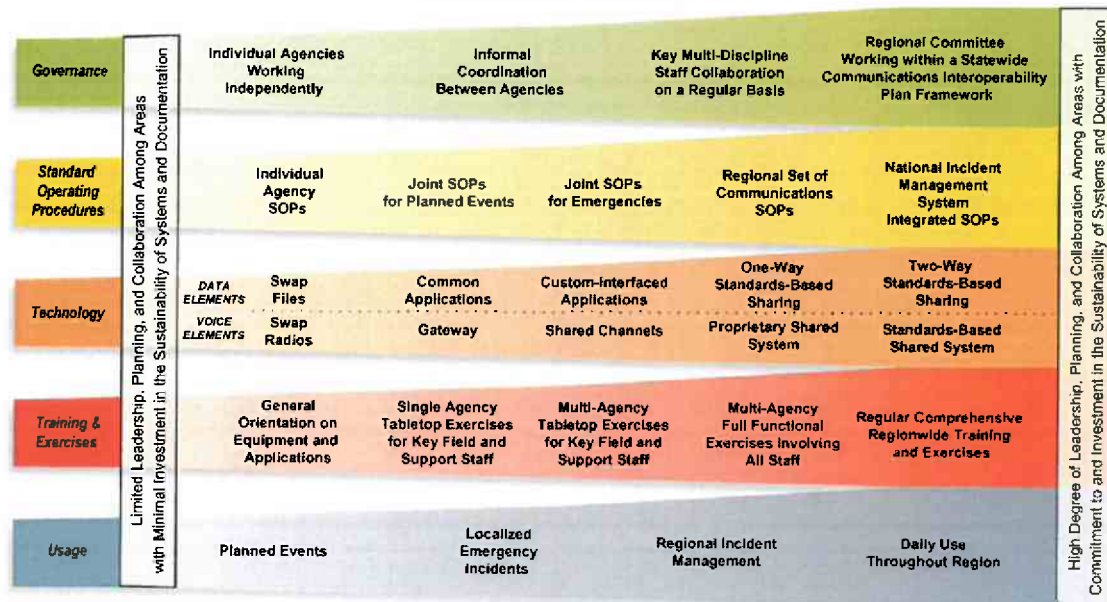 Limited Leadership, Planning, and Collaboration Among Areas
with Minimal Investment in the Sustainability of Systems and Documentation
Governance
Individual Agencies
Working
Independently
Informal
Coordination
Between Agencies
Key Multi-Discipline
Staff Collaboration
on a Regular Basis
Regional Committee
Working within a Statewide
Communications Interoperability
Plan Framework
Standard
Operating
Procedures
Individual
Agency
SOPs
Joint SOPs
for Planned Events
Joint SOPs
for Emergencies
Regional Set of
Communications
SOPs
National Incident
Management
System
Integrated SOPs
Technology
DATA
ELEMENTS
Swap
Files
Common
Applications
Custom-Interfaced
Applications
One-Way
Standards-Based
Sharing
Two-Way
Standards-Based
Sharing
VOICE
ELEMENTS
Swap
Radios
Gateway
Shared Channels
Proprietary Shared
System
Standards-Based
Shared System
Training &
Exercises
General
Orientation on
Equipment and
Applications
Single Agency
Tabletop Exercises
for Key Field and
Support Staff
Multi-Agency
Tabletop Exercises
for Key Field and
Support Staff
Multi-Agency
Full Functional
Exercises Involving
All Staff
Regular Comprehensive
Regionwide Training
and Exercises
Usage
Planned Events
Localized
Emergency
Incidents
Regional Incident
Management
Daily Use
Throughout Region
High Degree of Leadership, Planning, and Collaboration Among Areas with
Commitment to and Investment in the Sustainability of Systems and Documentation